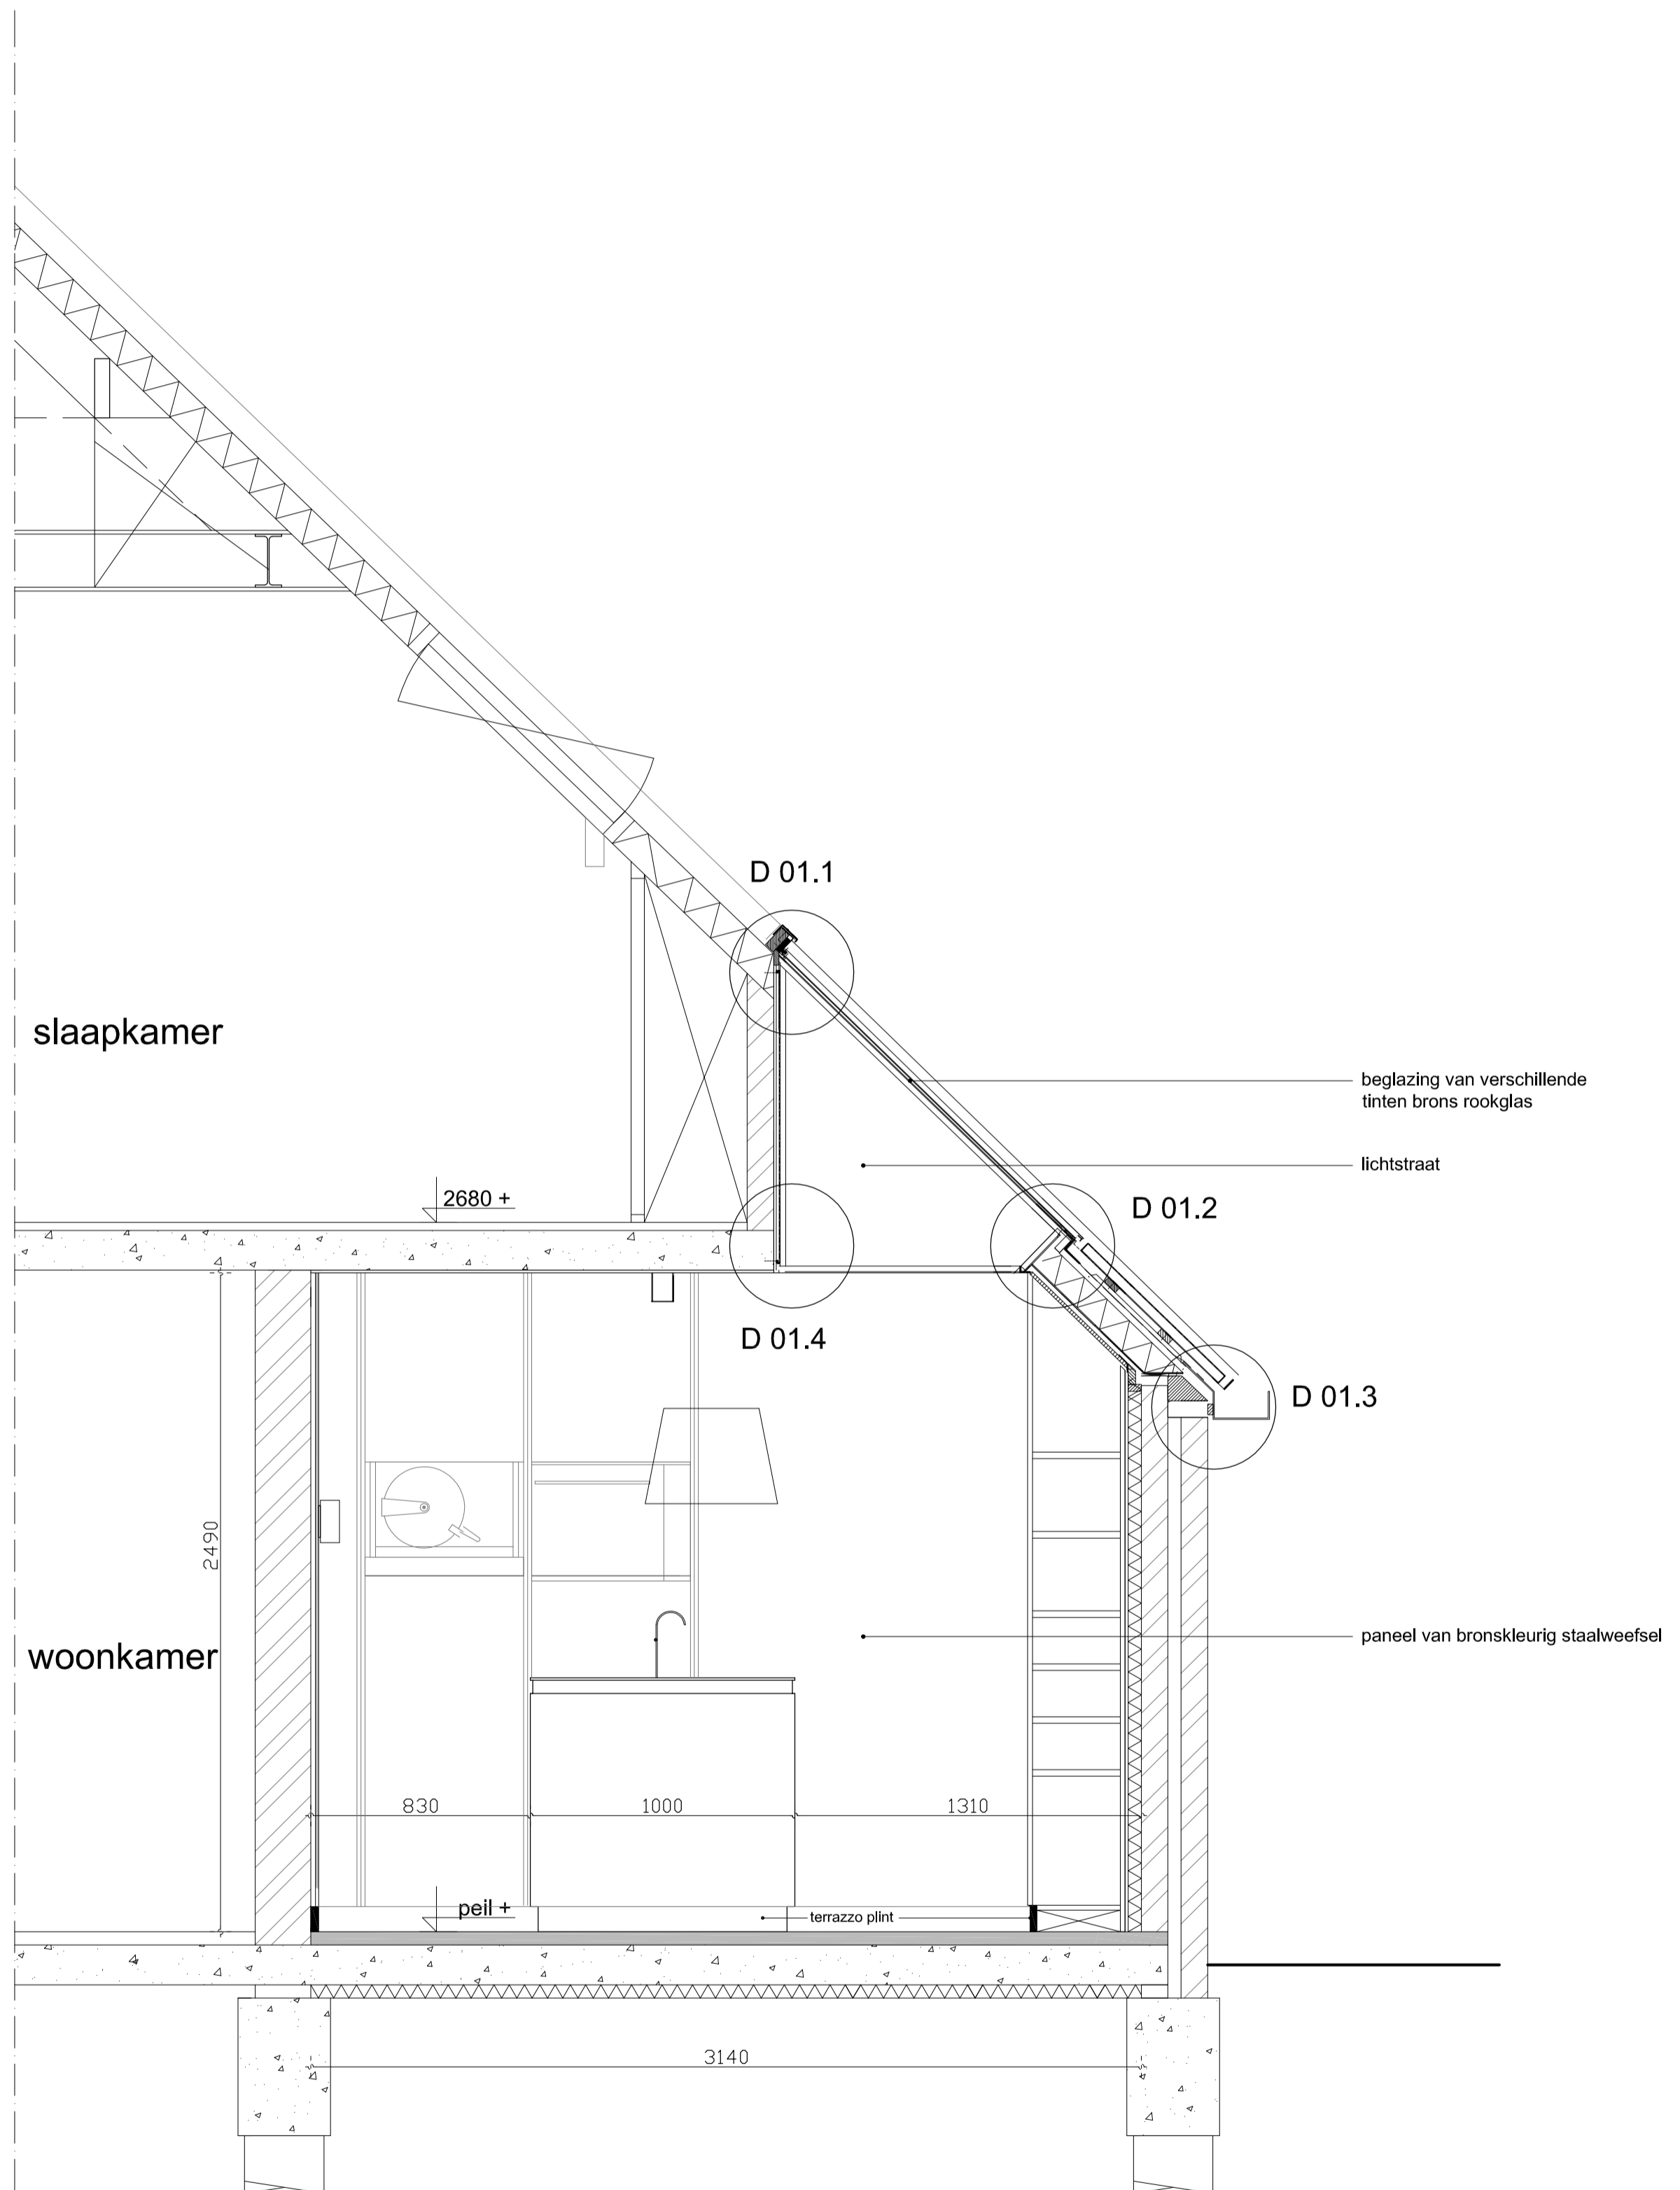 D 01.1
slaapkamer
beglazing van verschillende
tinten brons rookglas
lichtstraat
2680 +
D 01.2
D 01.4
D 01.3
2490
woonkamer
paneel van bronskleurig staalweefsel
830
1000
1310
peil +
terrazzo plint
3140